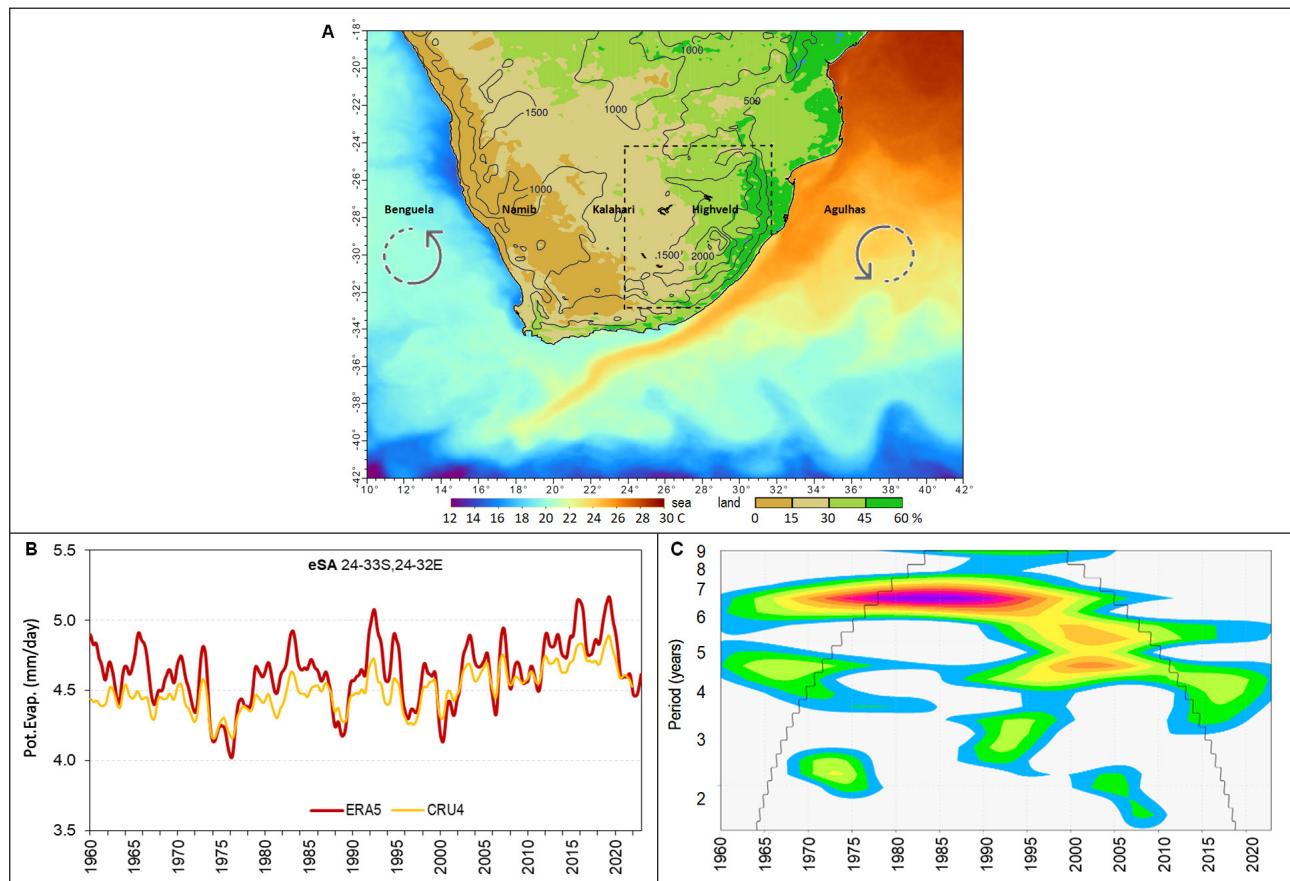 A
-18°
-20°
-22°
-24°
-26°
-28°
-30°
-32°
-34°
-36°
-38°
-40°
-42°
1000
500
1500
1000
1000
Benguela
Namib
Kalahari
Highveld
Agulhas
1500
2000
10° 12° 14° 16° 18° 20° 22° 24° 26° 28° 30° 32° 34° 36° 38° 40° 42°
sea
land
12 14 16 18 20 22 24 26 28 30 C
0 15 30 45 60 %
B
eSA 24-33S,24-32E
Pot.Evap. (mm/day)
5.5
5.0
4.5
4.0
3.5
ERA5
CRU4
1960 1965 1970 1975 1980 1985 1990 1995 2000 2005 2010 2015 2020
C
Period (years)
9
8
7
6
5
4
3
2
1960 1965 1970 1975 1980 1985 1990 1995 2000 2005 2010 2015 2020